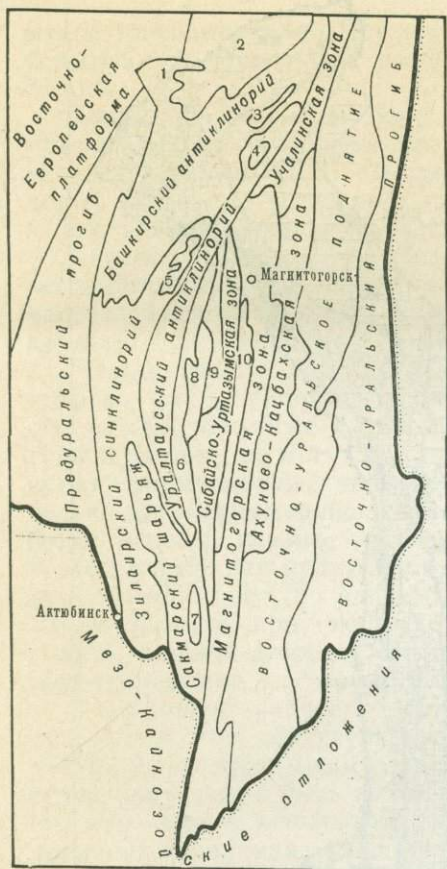 Восточно-
Европейская
платформа
1
2
3
4
5
Предуральский прогиб
Башкирский антиклинорий
Учалинская зона
Магнитогорск
Зилаирский синклинорий
Уралтаусский антиклинорий
6
8
9
10
Сибайско-уртазымская зона
Магнитогорская зона
Ахуново-Кацбахская зона
ВОСТОЧНО-УРАЛЬСКОЕ ПОДНЯТИЕ
ВОСТОЧНО-УРАЛЬСКИЙ ПРОГИБ
Сакмарский шарьяж
7
Актюбинск
Мезо-Кайнозойские отложения